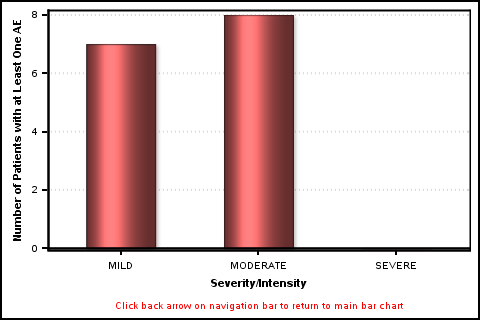 Number of Patients with at Least One AE
8
6
4
2
0
MILD MODERATE SEVERE
Severity/Intensity
Click back arrow on navigation bar to return to main bar chart